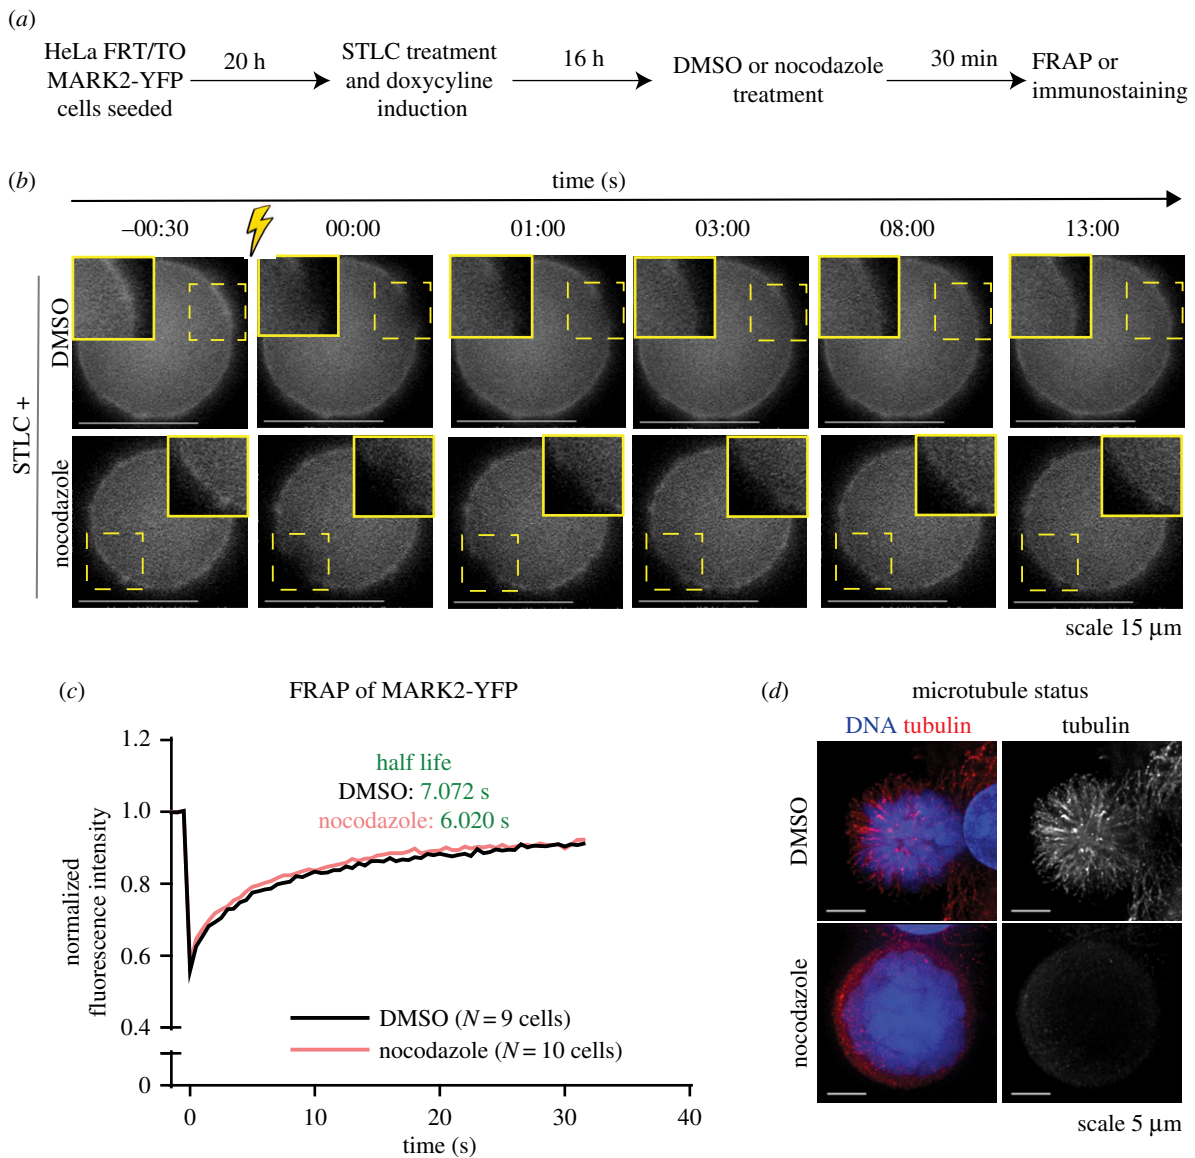 (a)
HeLa FRT/TO
MARK2-YFP
cells seeded
20 h
STLC treatment
and doxycyline
induction
16 h
DMSO or nocodazole
treatment
30 min
FRAP or
immunostaining
(b)
time (s)
–00:30
00:00
01:00
03:00
08:00
13:00
STLC +
DMSO
nocodazole
scale 15 µm
(c)
FRAP of MARK2-YFP
normalized
fluorescence intensity
1.2
1.0
0.8
0.6
0.4
0
half life
DMSO: 7.072 s
nocodazole: 6.020 s
DMSO (N = 9 cells)
nocodazole (N = 10 cells)
0
10
20
30
40
time (s)
(d)
microtubule status
DNA tubulin
tubulin
DMSO
nocodazole
scale 5 µm